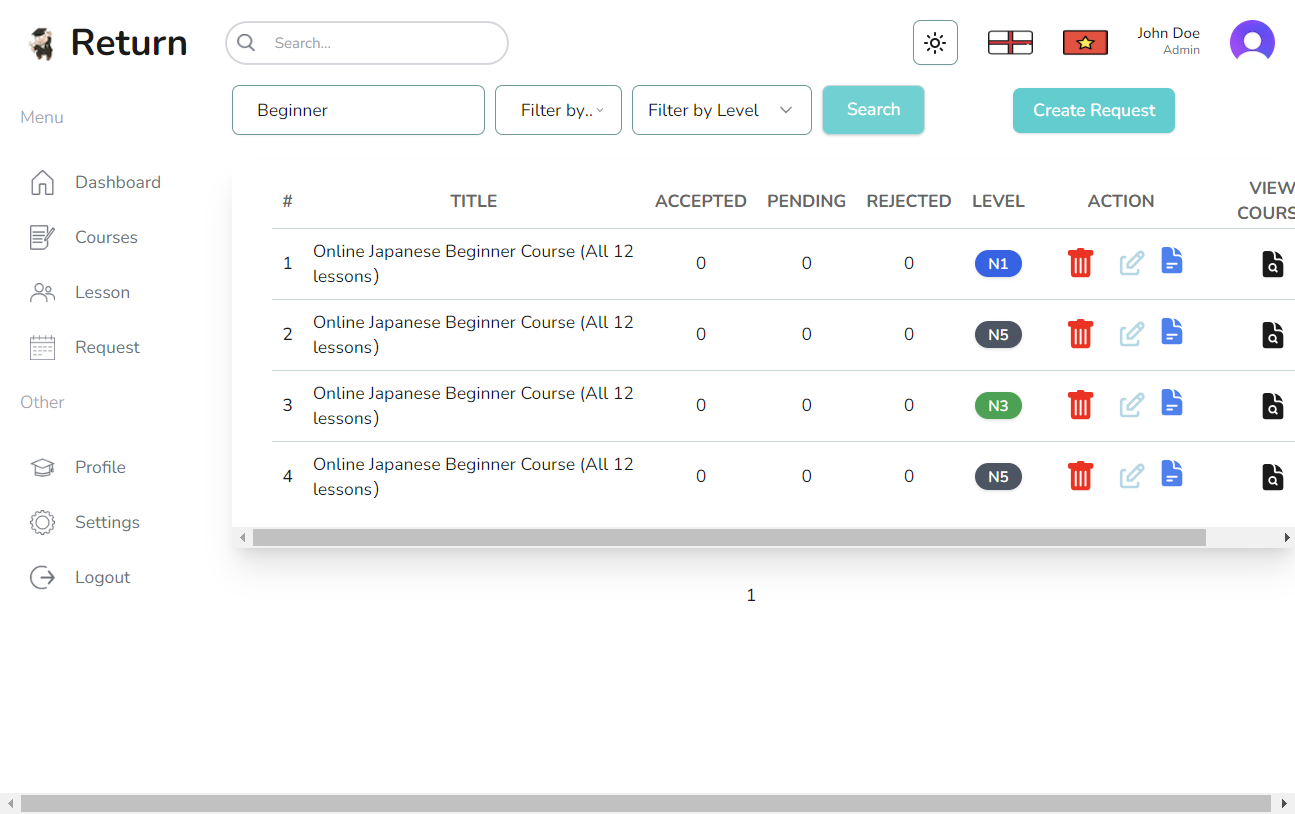 Return
Search...
John Doe
Admin
Menu
Dashboard
Courses
Lesson
Request
Other
Profile
Settings
Logout
Beginner
Filter by..
Filter by Level
Search
Create Request
# TITLE ACCEPTED PENDING REJECTED LEVEL ACTION VIEW
COURS
1 Online Japanese Beginner Course (All 12
lessons) 0 0 0 N1
2 Online Japanese Beginner Course (All 12
lessons) 0 0 0 N5
3 Online Japanese Beginner Course (All 12
lessons) 0 0 0 N3
4 Online Japanese Beginner Course (All 12
lessons) 0 0 0 N5
1